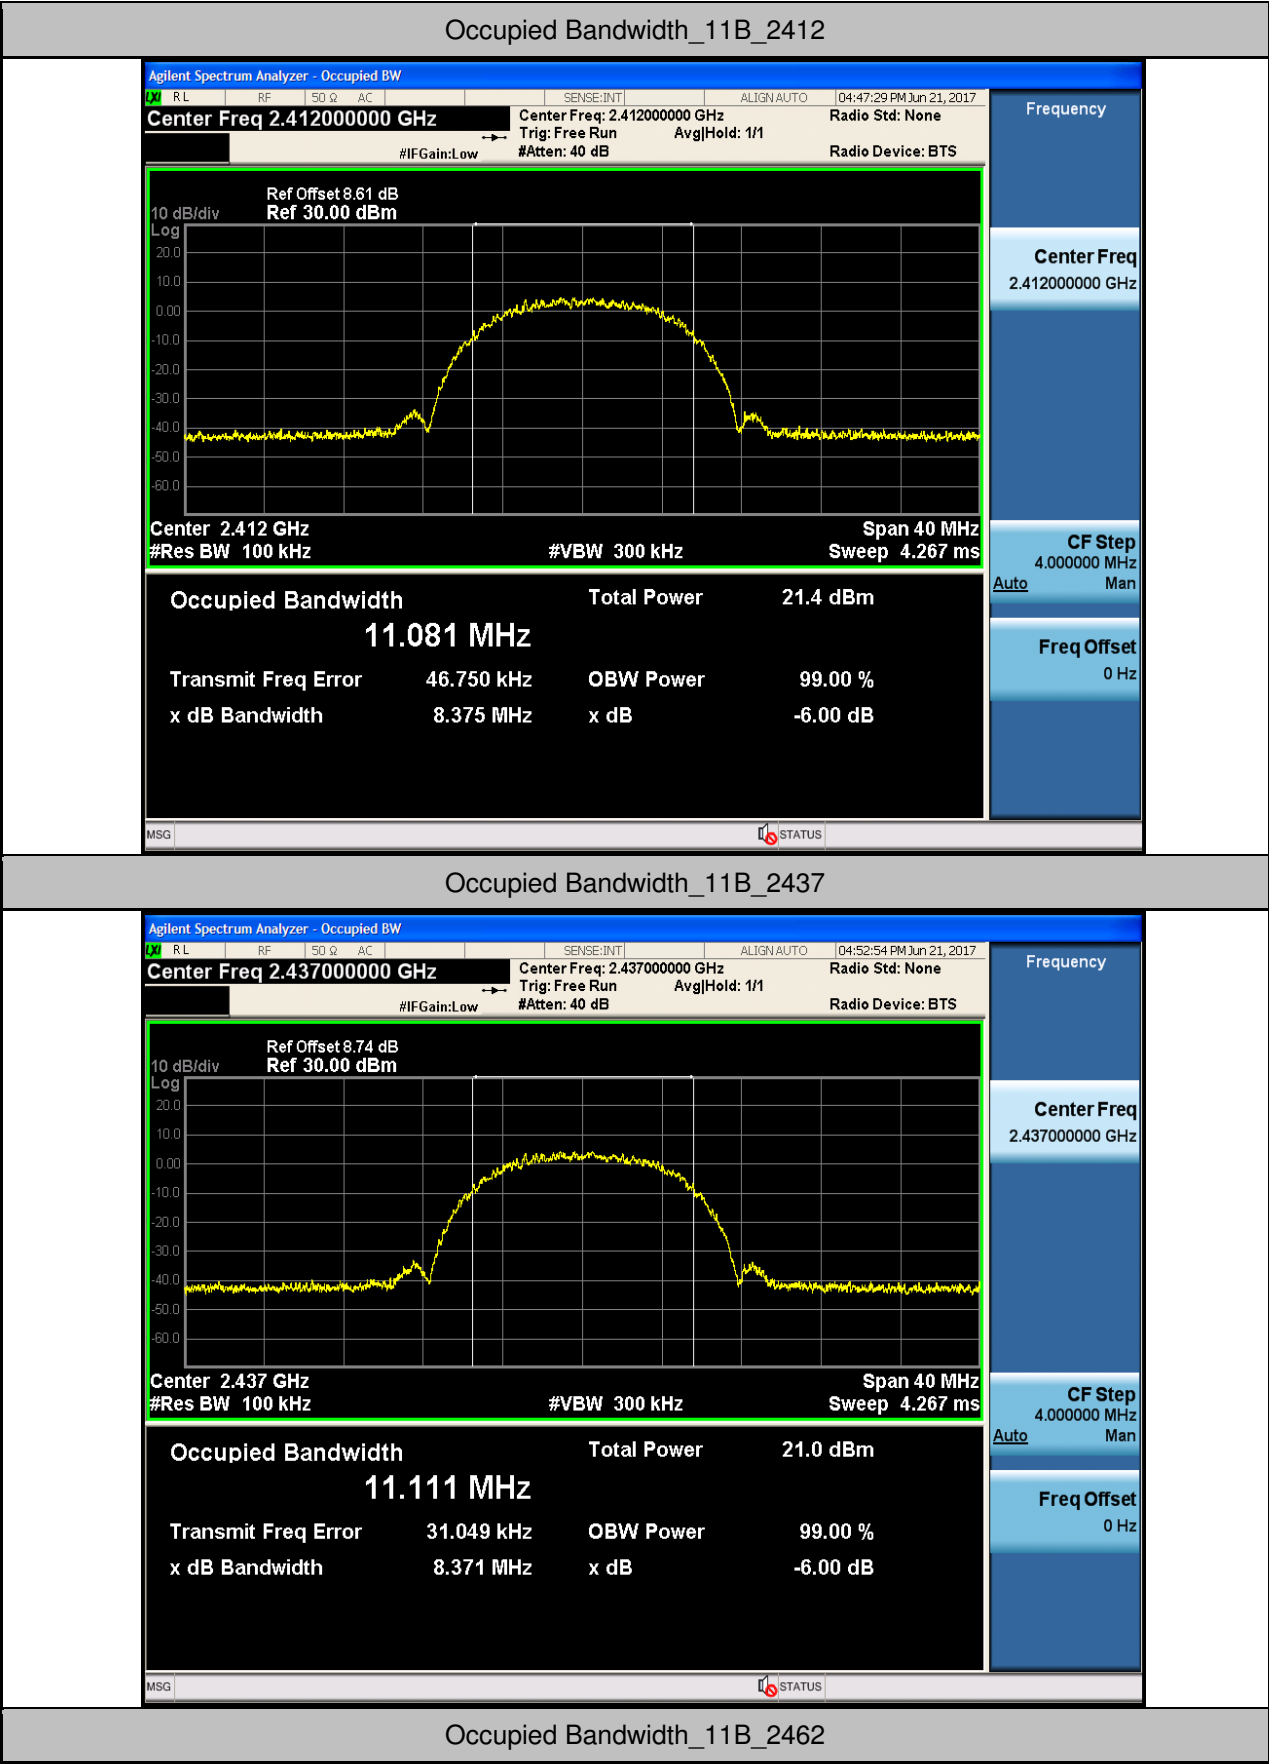 Occupied Bandwidth_11B_2412
Agilent Spectrum Analyzer - Occupied BW
LXI RL RF 50 Ω AC SENSE:INT ALIGN AUTO 04:47:29 PM Jun 21, 2017
Center Freq 2.412000000 GHz Center Freq: 2.412000000 GHz Radio Std: None Frequency
Trig: Free Run Avg|Hold: 1/1
#IFGain:Low #Atten: 40 dB Radio Device: BTS
Ref Offset 8.61 dB
10 dB/div Ref 30.00 dBm
Log
20.0
10.0
0.00
-10.0
-20.0
-30.0
-40.0
-50.0
-60.0
Center Freq
2.412000000 GHz
Center 2.412 GHz Span 40 MHz
#Res BW 100 kHz #VBW 300 kHz Sweep 4.267 ms
CF Step
4.000000 MHz
Auto Man
Occupied Bandwidth Total Power 21.4 dBm
11.081 MHz
Transmit Freq Error 46.750 kHz OBW Power 99.00 %
x dB Bandwidth 8.375 MHz x dB -6.00 dB
Freq Offset
0 Hz
MSG STATUS
Occupied Bandwidth_11B_2437
Agilent Spectrum Analyzer - Occupied BW
LXI RL RF 50 Ω AC SENSE:INT ALIGN AUTO 04:52:54 PM Jun 21, 2017
Center Freq 2.437000000 GHz Center Freq: 2.437000000 GHz Radio Std: None Frequency
Trig: Free Run Avg|Hold: 1/1
#IFGain:Low #Atten: 40 dB Radio Device: BTS
Ref Offset 8.74 dB
10 dB/div Ref 30.00 dBm
Log
20.0
10.0
0.00
-10.0
-20.0
-30.0
-40.0
-50.0
-60.0
Center Freq
2.437000000 GHz
Center 2.437 GHz Span 40 MHz
#Res BW 100 kHz #VBW 300 kHz Sweep 4.267 ms
CF Step
4.000000 MHz
Auto Man
Occupied Bandwidth Total Power 21.0 dBm
11.111 MHz
Transmit Freq Error 31.049 kHz OBW Power 99.00 %
x dB Bandwidth 8.371 MHz x dB -6.00 dB
Freq Offset
0 Hz
MSG STATUS
Occupied Bandwidth_11B_2462